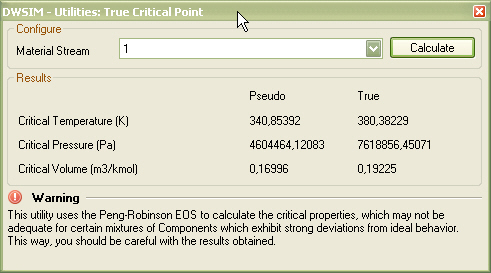 DWSIM - Utilities: True Critical Point
Configure
Material Stream 1 Calculate
Results
Pseudo True
Critical Temperature (K) 340,85392 380,38229
Critical Pressure (Pa) 4604464,12083 7618856,45071
Critical Volume (m3/kmol) 0,16996 0,19225
Warning
This utility uses the Peng-Robinson EOS to calculate the critical properties, which may not be
adequate for certain mixtures of Components which exhibit strong deviations from ideal behavior.
This way, you should be careful with the results obtained.